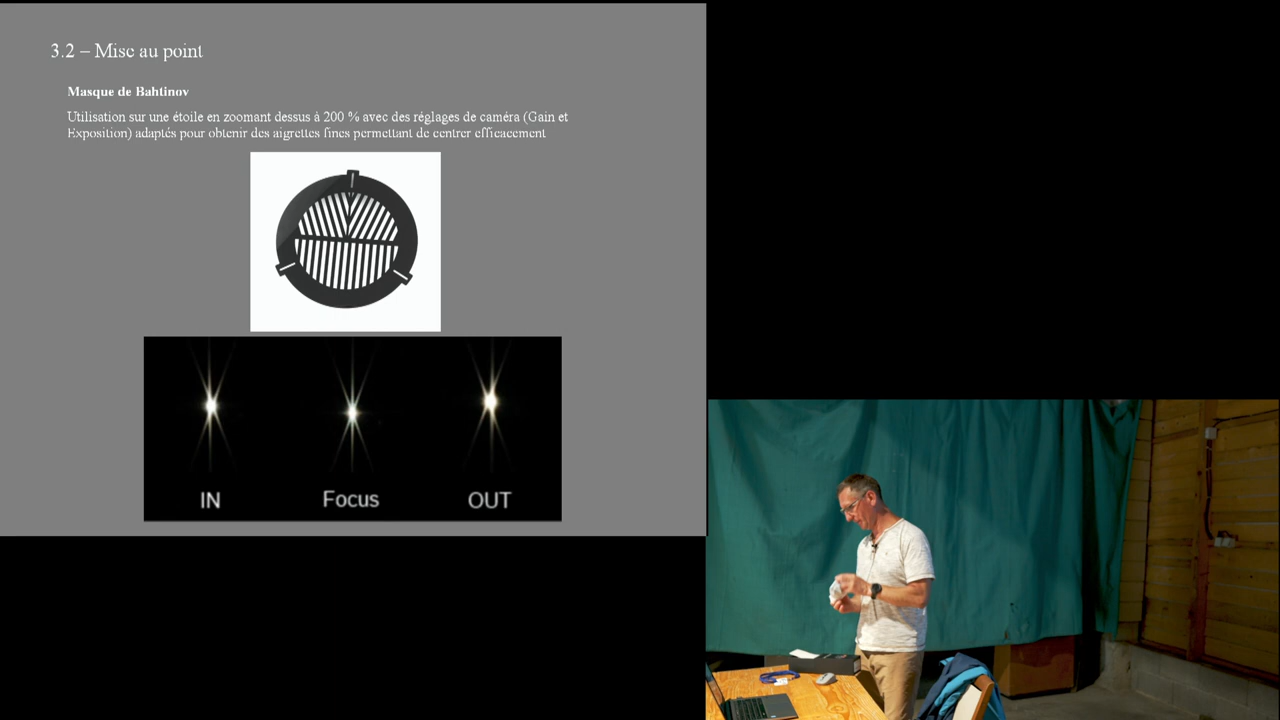 3.2 – Mise au point
Masque de Bahtinov
Utilisation sur une étoile en zoomant dessus à 200 % avec des réglages de caméra (Gain et
Exposition) adaptés pour obtenir des aigrettes fines permettant de centrer efficacement
IN Focus OUT